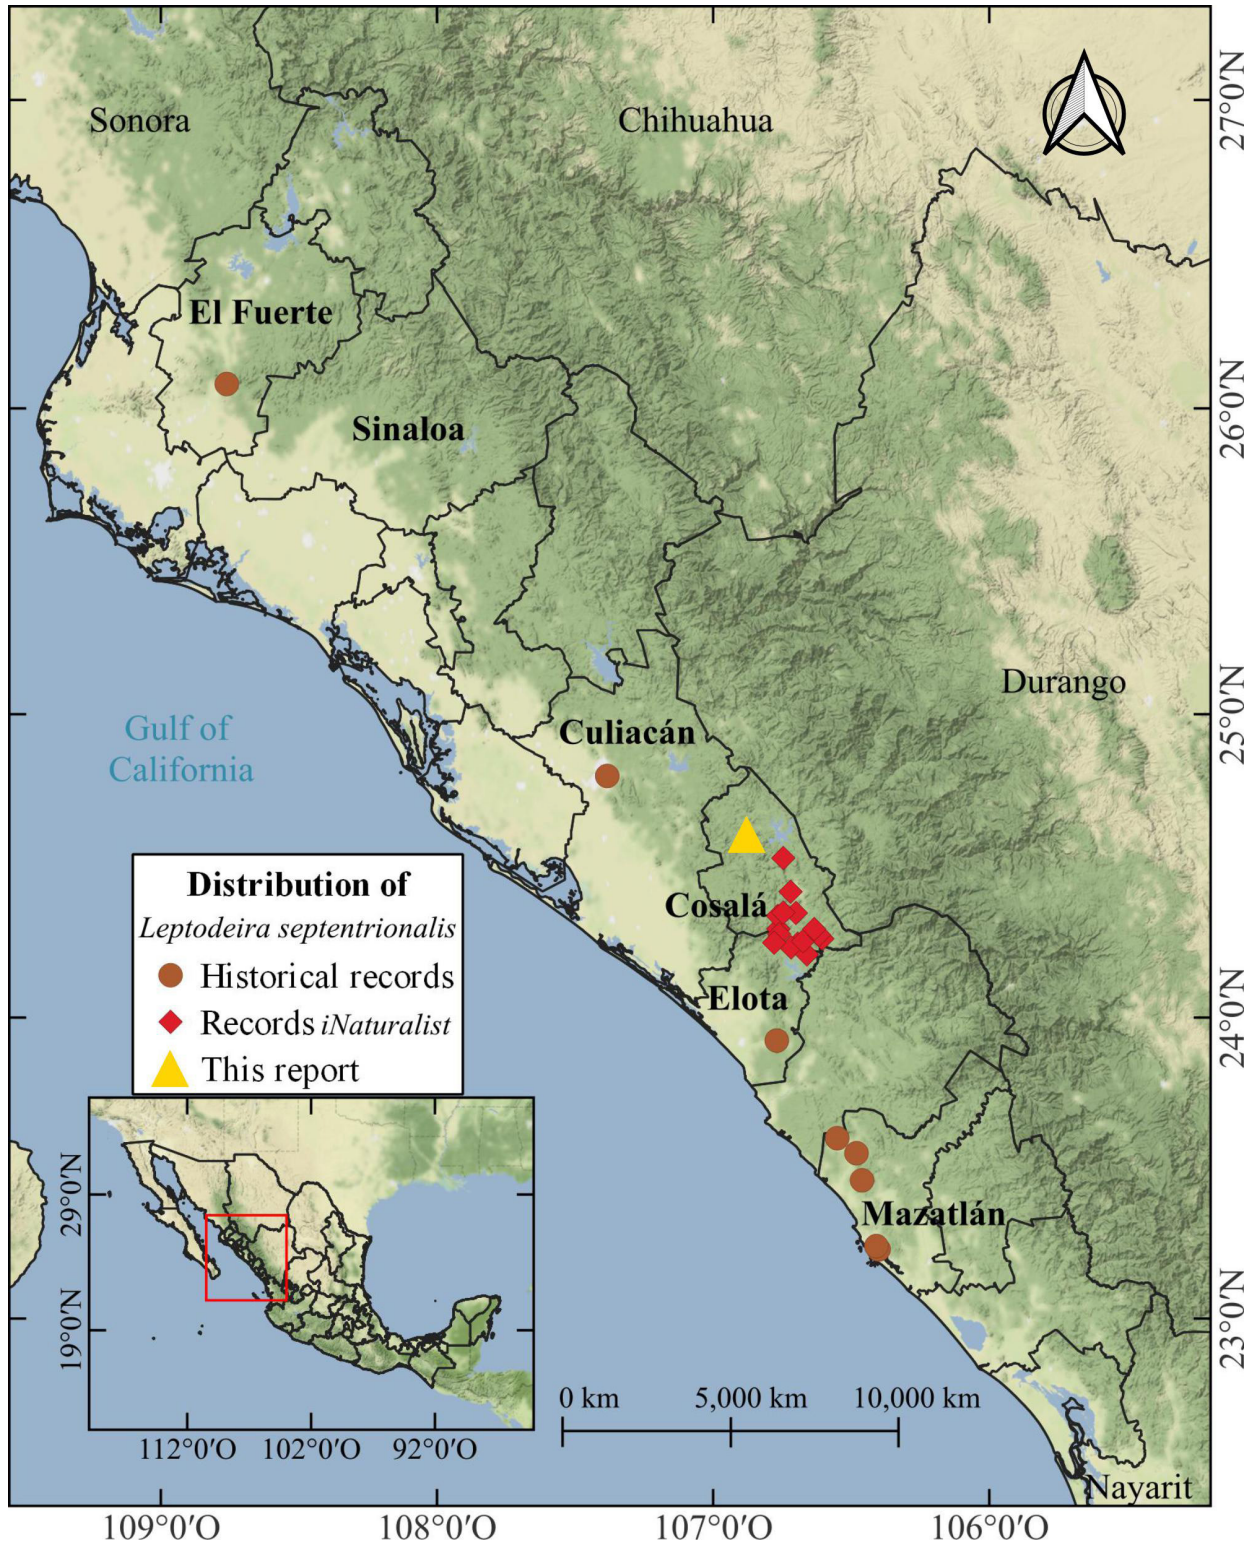 Sonora
Chihuahua
27°0′N
El Fuerte
Sinaloa
26°0′N
Durango
25°0′N
Gulf of
California
Culiacán
Cosalá
Elota
24°0′N
Mazatlán
23°0′N
Nayarit
Distribution of
Leptodeira septentrionalis
Historical records
Records iNaturalist
This report
29°0′N
19°0′N
112°0′O 102°0′O 92°0′O
0 km 5,000 km 10,000 km
109°0′O 108°0′O 107°0′O 106°0′O